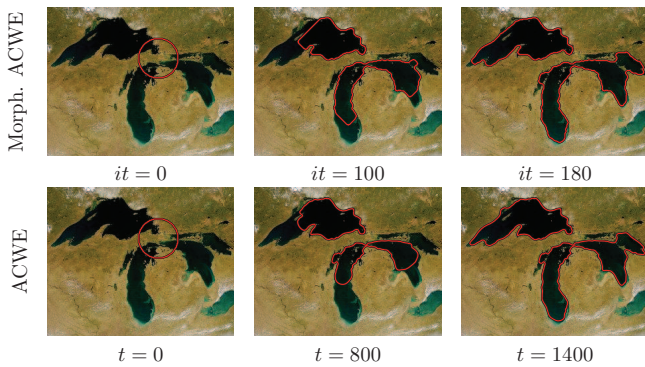 Morph. ACWE
it = 0
it = 100
it = 180
ACWE
t = 0
t = 800
t = 1400